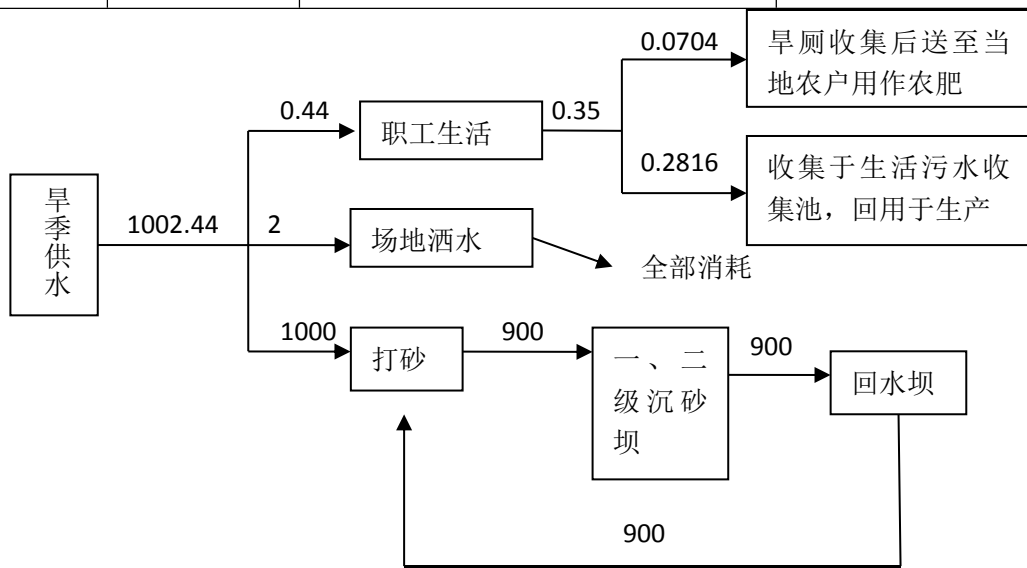 旱季供水
1002.44
0.44
职工生活
0.35
0.0704
旱厕收集后送至当
地农户用作农肥
0.2816
收集于生活污水收
集池，回用于生产
2
场地洒水
全部消耗
1000
打砂
900
一、二
级沉砂
坝
900
回水坝
900